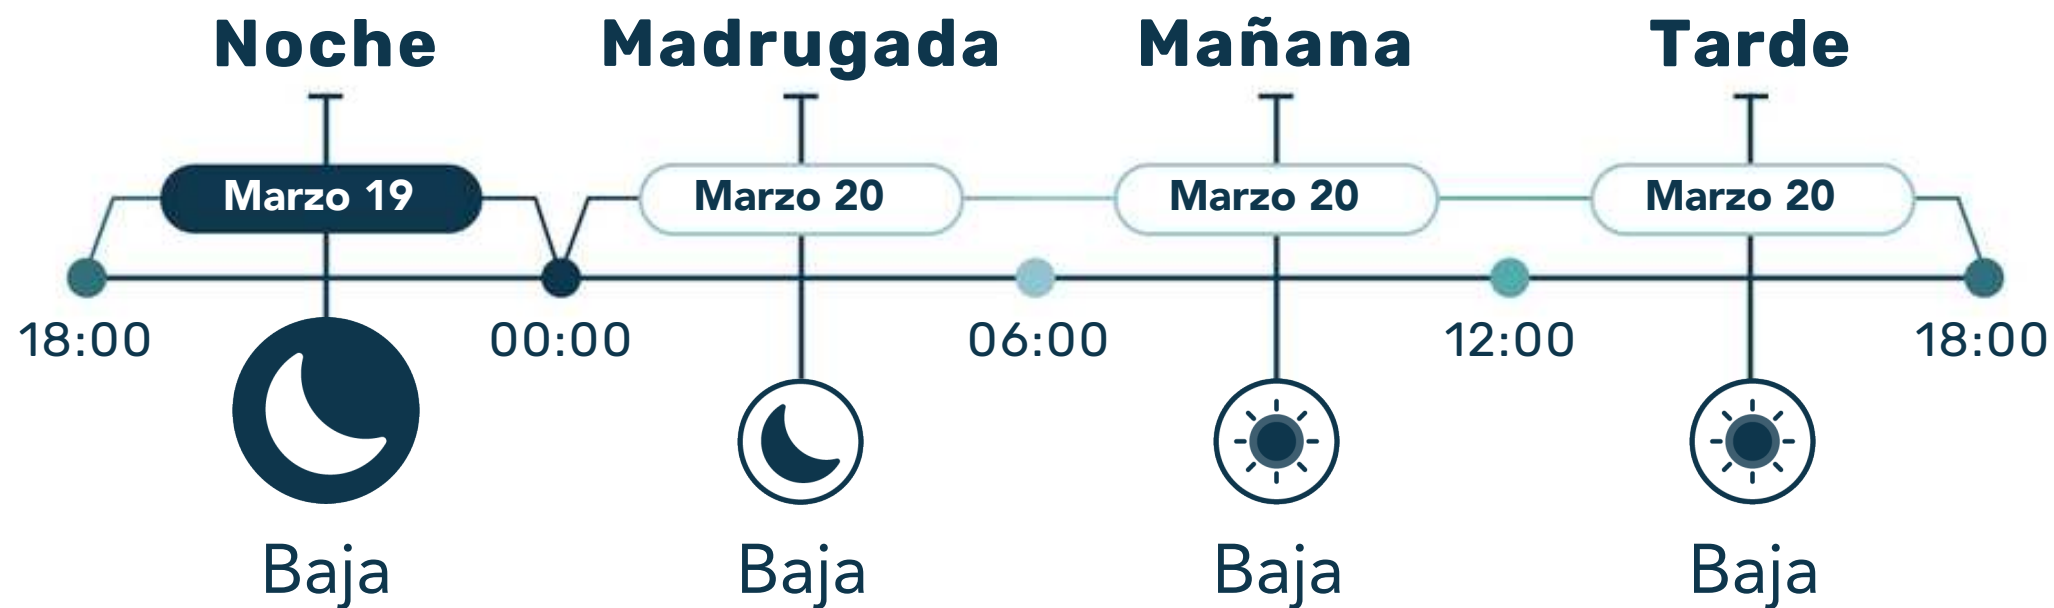 Noche Madrugada Mañana Tarde
Marzo 19 Marzo 20 Marzo 20 Marzo 20
18:00 00:00 06:00 12:00 18:00
Baja Baja Baja Baja